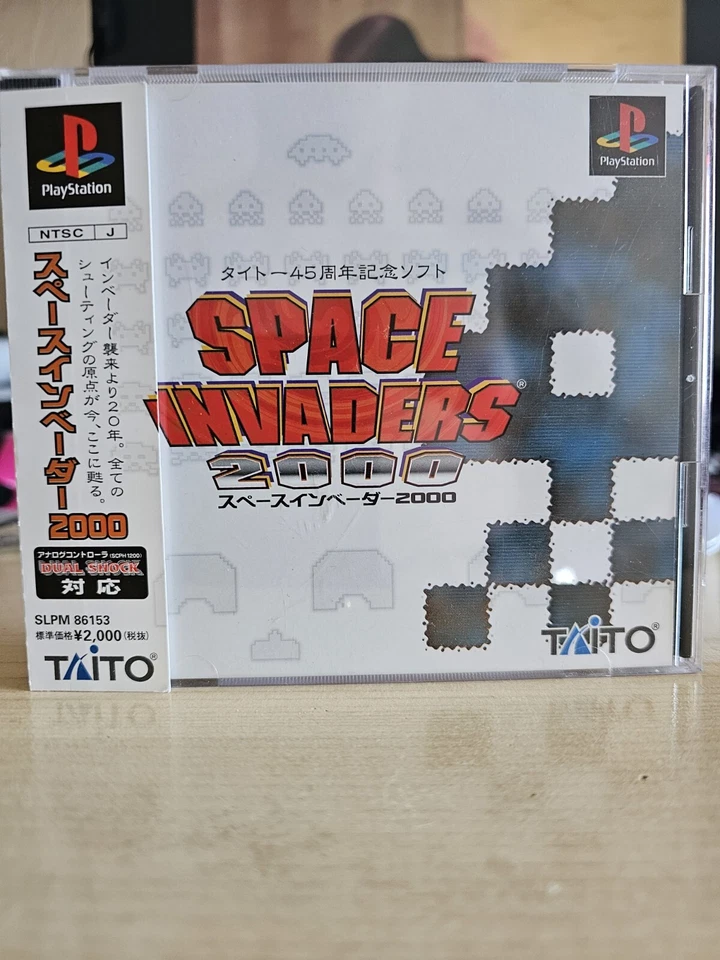 PlayStation
NTSC J
スペースインベーダー2000
インベーダー襲来より20年。全ての
シューティングの原点が今、ここに甦る。
アナログコントローラ(SCPH1200)
DUAL SHOCK
対応
SLPM 86153
標準価格¥2,000(税抜)
TAITO®
PlayStation
タイトー45周年記念ソフト
SPACE
INVADERS®
2000
スペースインベーダー2000
TAITO®